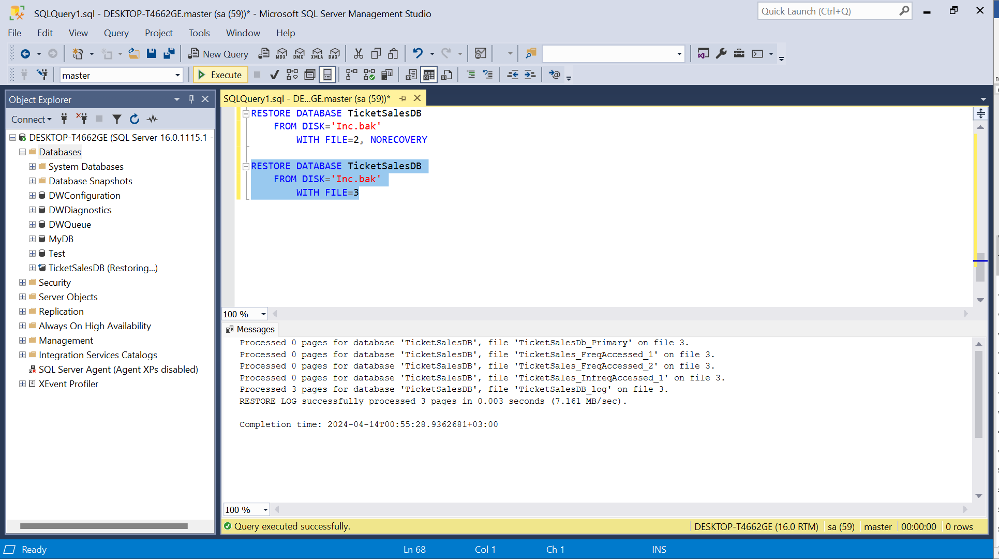 SQLQuery1.sql - DESKTOP-T4662GE.master (sa (59))* - Microsoft SQL Server Management Studio
Quick Launch (Ctrl+Q)
File Edit View Query Project Tools Window Help
New Query MDX DMX XMLA DAX
master Execute
Object Explorer
SQLQuery1.sql - DE...GE.master (sa (59))*
Connect
DESKTOP-T4662GE (SQL Server 16.0.1115.1 -
Databases
System Databases
Database Snapshots
DWConfiguration
DWDiagnostics
DWQueue
MyDB
Test
TicketSalesDB (Restoring...)
Security
Server Objects
Replication
Always On High Availability
Management
Integration Services Catalogs
SQL Server Agent (Agent XPs disabled)
XEvent Profiler
RESTORE DATABASE TicketSalesDB
FROM DISK='Inc.bak'
WITH FILE=2, NORECOVERY
RESTORE DATABASE TicketSalesDB
FROM DISK='Inc.bak'
WITH FILE=3
100 %
Messages
Processed 0 pages for database 'TicketSalesDB', file 'TicketSalesDb_Primary' on file 3.
Processed 0 pages for database 'TicketSalesDB', file 'TicketSales_FreqAccessed_1' on file 3.
Processed 0 pages for database 'TicketSalesDB', file 'TicketSales_FreqAccessed_2' on file 3.
Processed 0 pages for database 'TicketSalesDB', file 'TicketSales_InfreqAccessed_1' on file 3.
Processed 3 pages for database 'TicketSalesDB', file 'TicketSalesDB_log' on file 3.
RESTORE LOG successfully processed 3 pages in 0.003 seconds (7.161 MB/sec).
Completion time: 2024-04-14T00:55:28.9362681+03:00
100 %
Query executed successfully.
DESKTOP-T4662GE (16.0 RTM) sa (59) master 00:00:00 0 rows
Ready Ln 68 Col 1 Ch 1 INS